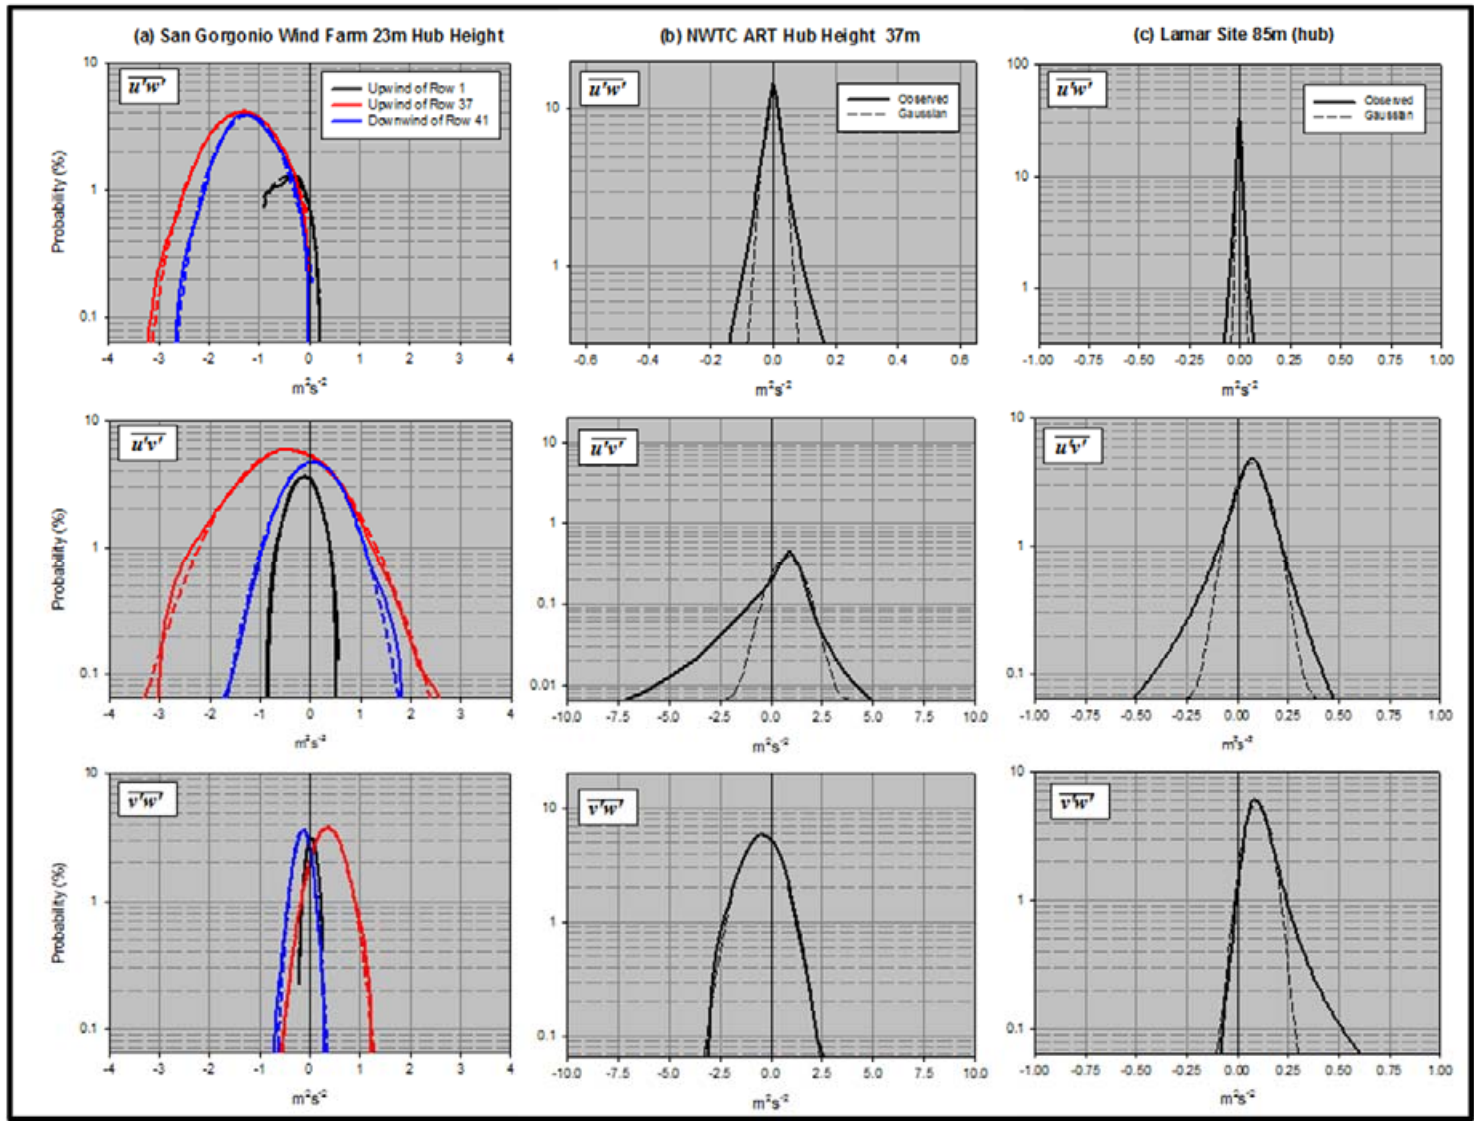 (a) San Gorgonio Wind Farm 23m Hub Height
(b) NWTC ART Hub Height 37m
(c) Lamar Site 85m (hub)
u'w'
Upwind of Row 1
Upwind of Row 37
Downwind of Row 41
Probability (%)
10
1
0.1
-4 -3 -2 -1 0 1 2 3 4
m²s⁻²
u'w'
Observed
Gaussian
10
1
-0.6 -0.4 -0.2 0.0 0.2 0.4 0.6
m²s⁻²
u'w'
Observed
Gaussian
100
10
1
-1.00 -0.75 -0.50 -0.25 0.00 0.25 0.50 0.75 1.00
m²s⁻²
u'v'
Probability (%)
10
1
0.1
-4 -3 -2 -1 0 1 2 3 4
m²s⁻²
u'v'
10
1
0.1
0.01
-10.0 -7.5 -5.0 -2.5 0.0 2.5 5.0 7.5 10.0
m²s⁻²
u'v'
10
1
0.1
-1.00 -0.75 -0.50 -0.25 0.00 0.25 0.50 0.75 1.00
m²s⁻²
v'w'
Probability (%)
10
1
0.1
-4 -3 -2 -1 0 1 2 3 4
m²s⁻²
v'w'
10
1
0.1
-10.0 -7.5 -5.0 -2.5 0.0 2.5 5.0 7.5 10.0
m²s⁻²
v'w'
10
1
0.1
-1.00 -0.75 -0.50 -0.25 0.00 0.25 0.50 0.75 1.00
m²s⁻²